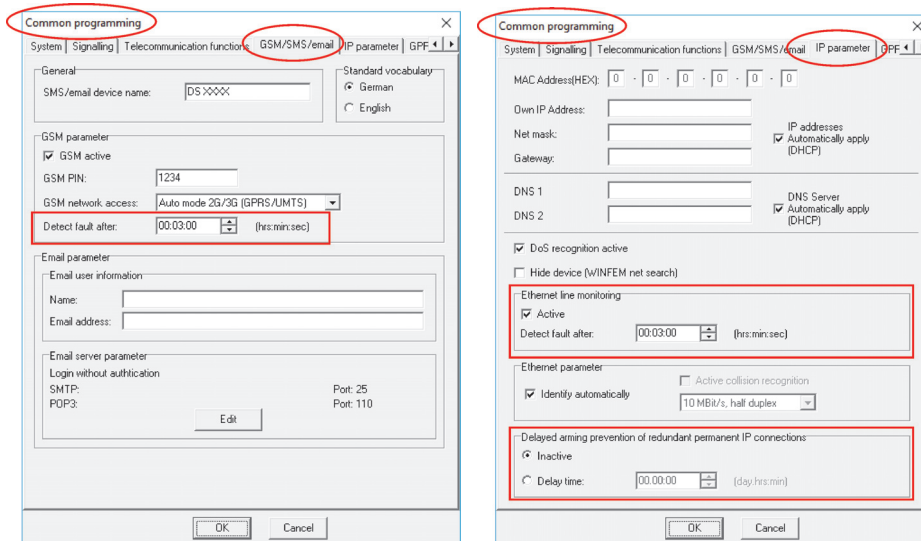 Common programming
System Signalling Telecommunication functions GSM/SMS/email IP parameter GPF
General
SMS/email device name: DS XXXX
Standard vocabulary
German
English
GSM parameter
GSM active
GSM PIN: 1234
GSM network access: Auto mode 2G/3G (GPRS/UMTS)
Detect fault after: 00:03:00 (hrs:min:sec)
Email parameter
Email user information
Name:
Email address:
Email server parameter
Login without authtication
SMTP: Port: 25
POP3: Port: 110
Edit
OK Cancel
Common programming
System Signalling Telecommunication functions GSM/SMS/email IP parameter GPF
MAC Address(HEX): 0 - 0 - 0 - 0 - 0 - 0 - 0
Own IP Address:
Net mask:
Gateway:
IP addresses
Automatically apply
(DHCP)
DNS 1
DNS 2
DNS Server
Automatically apply
(DHCP)
DoS recognition active
Hide device (WINFEM net search)
Ethernet line monitoring
Active
Detect fault after: 00:03:00 (hrs:min:sec)
Ethernet parameter
Identify automatically
Active collision recognition
10 MBit/s, half duplex
Delayed arming prevention of redundant permanent IP connections
Inactive
Delay time: 00.00:00 (day.hrs:min)
OK Cancel